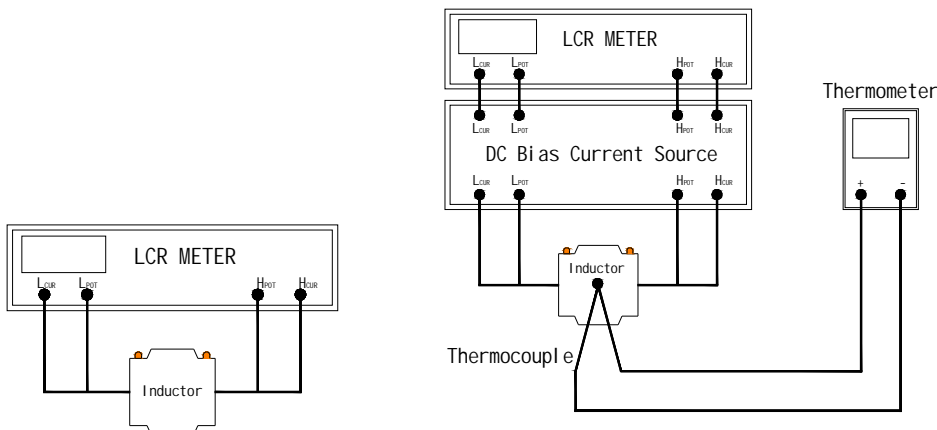 LCR METER
LCUR LPOT HPOT HCUR
Inductor
LCR METER
LCUR LPOT HPOT HCUR
LCUR LPOT HPOT HCUR
DC Bias Current Source
LCUR LPOT HPOT HCUR
Inductor
Thermocouple
Thermometer
+ -